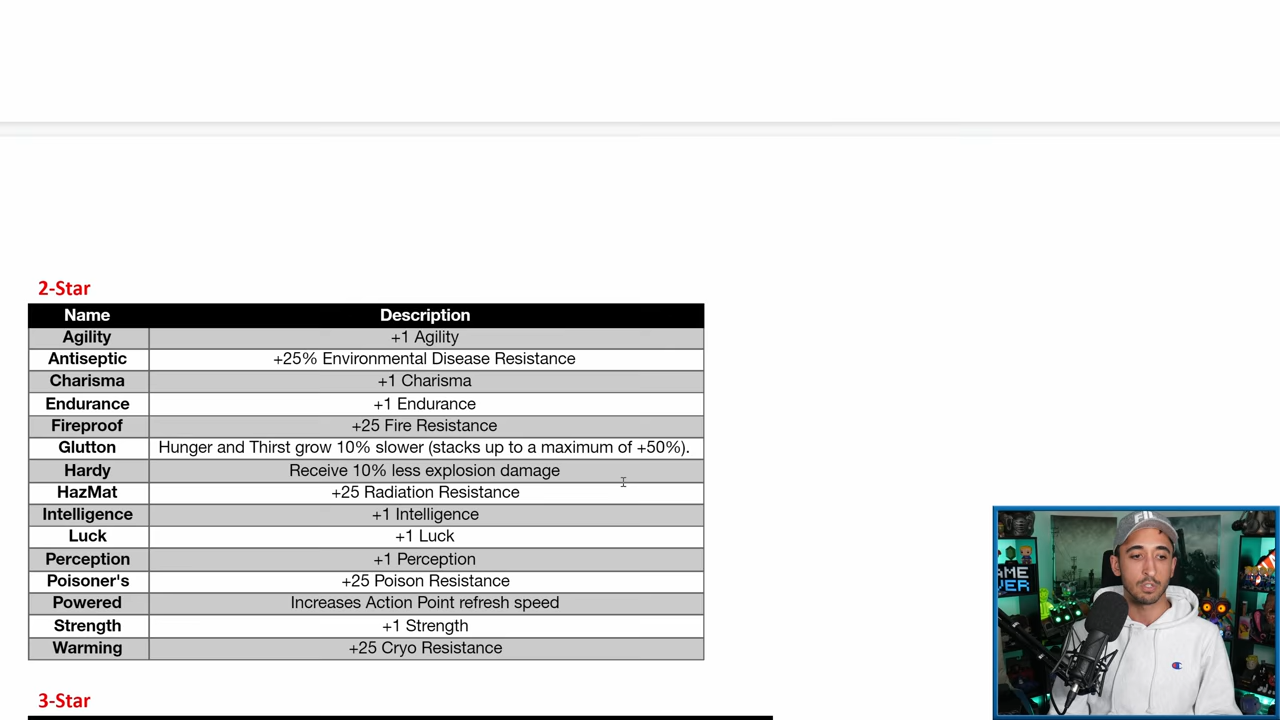 2-Star
Name Description
Agility +1 Agility
Antiseptic +25% Environmental Disease Resistance
Charisma +1 Charisma
Endurance +1 Endurance
Fireproof +25 Fire Resistance
Glutton Hunger and Thirst grow 10% slower (stacks up to a maximum of +50%).
Hardy Receive 10% less explosion damage
HazMat +25 Radiation Resistance
Intelligence +1 Intelligence
Luck +1 Luck
Perception +1 Perception
Poisoner's +25 Poison Resistance
Powered Increases Action Point refresh speed
Strength +1 Strength
Warming +25 Cryo Resistance
3-Star